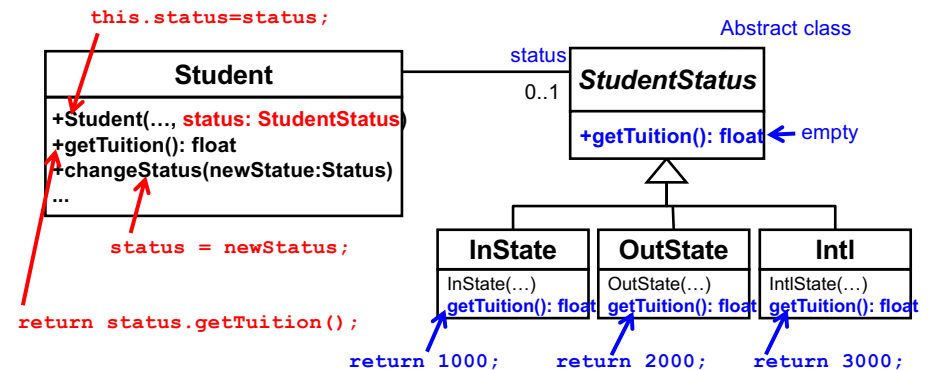 this.status=status;
Abstract class
Student
status
0..1
StudentStatus
+Student(…, status: StudentStatus)
+getTuition(): float
+changeStatus(newStatue:Status)
...
+getTuition(): float
empty
status = newStatus;
return status.getTuition();
InState
InState(…)
getTuition(): float
OutState
OutState(…)
getTuition(): float
Intl
IntlState(…)
getTuition(): float
return 1000;
return 2000;
return 3000;